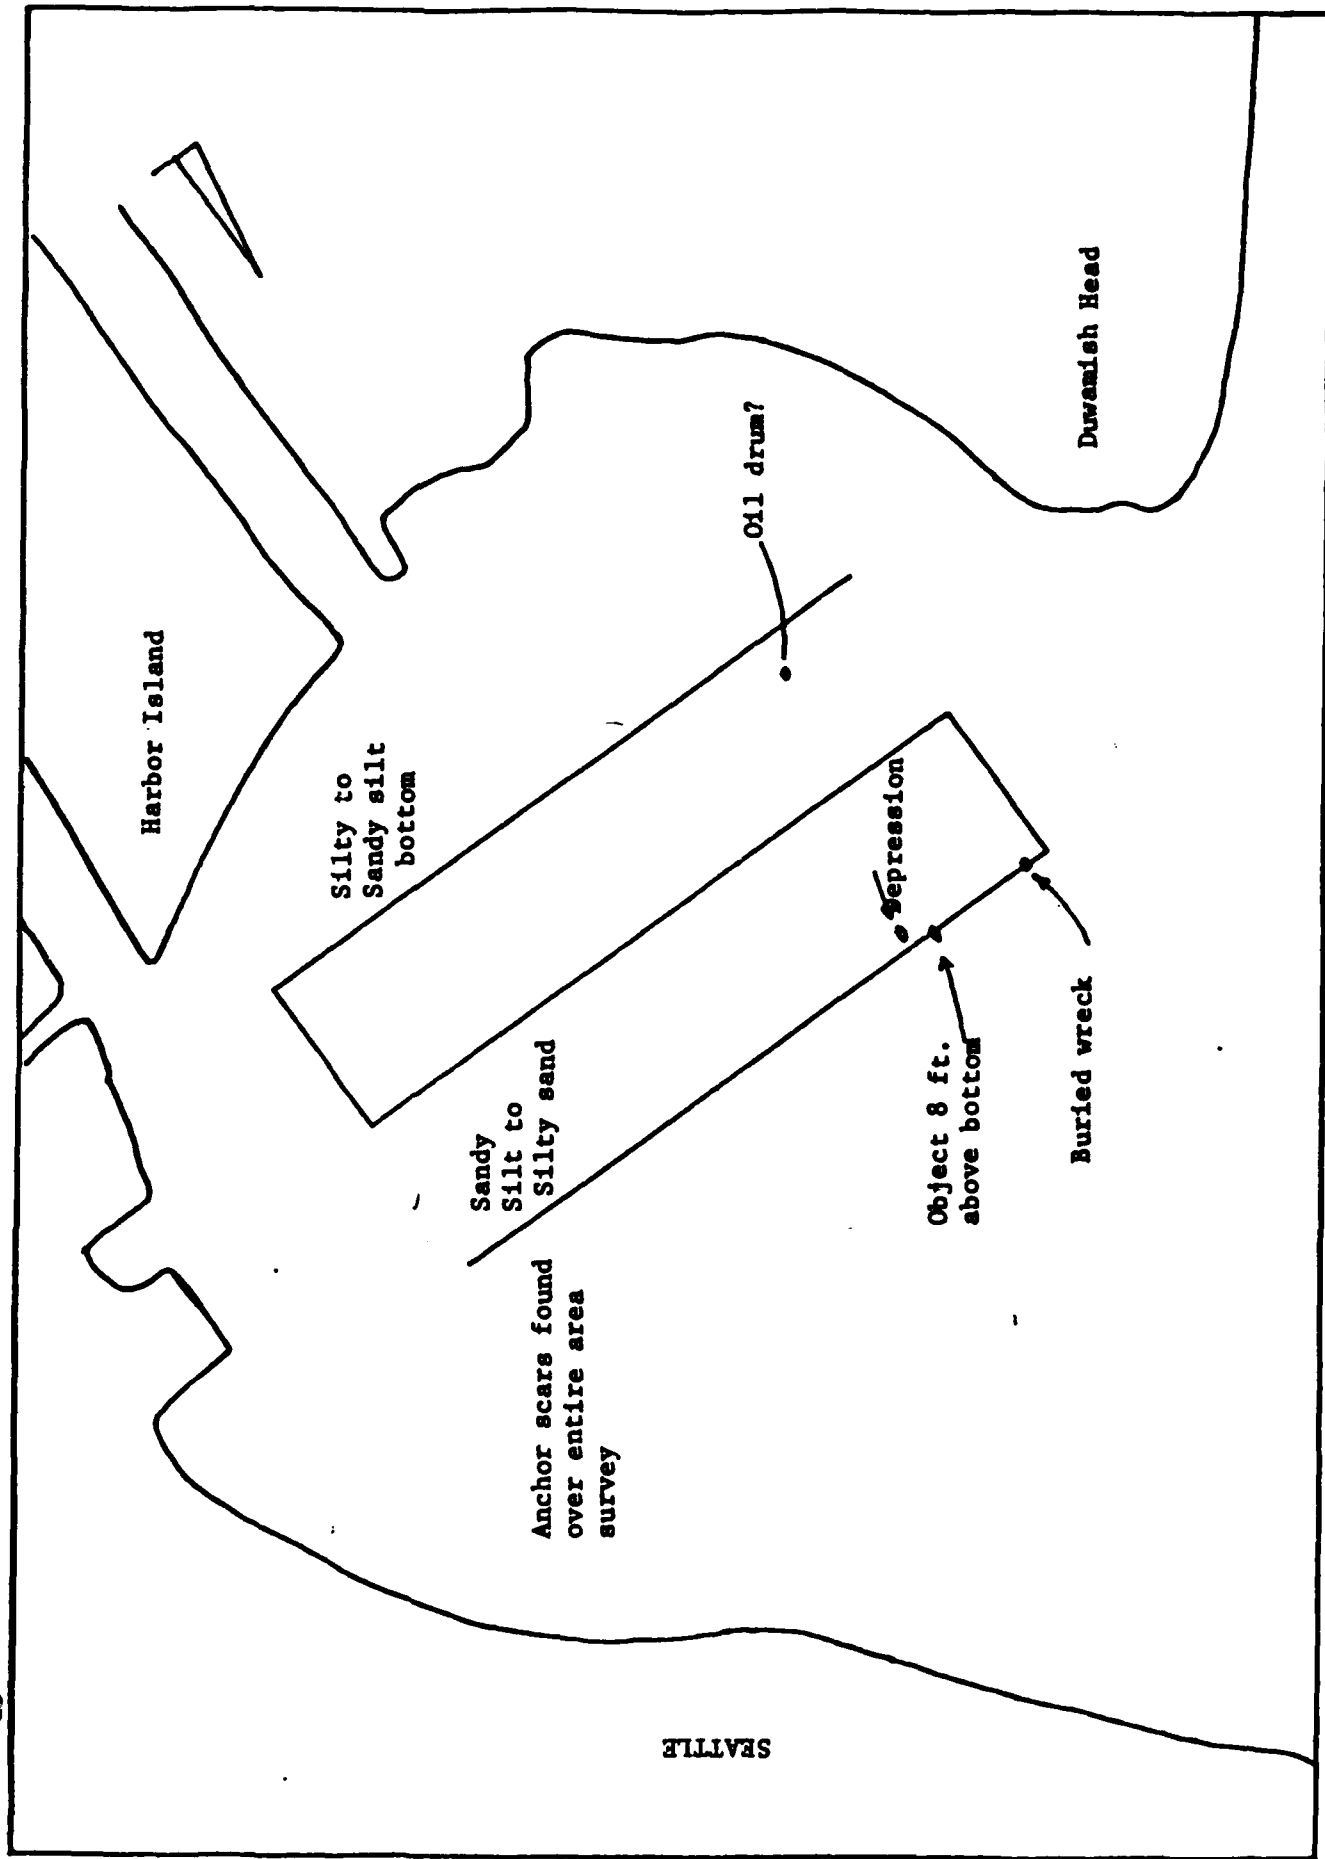 SEATTLE
Anchor scars found
over entire area
survey
Sandy
Silt to
Silty sand
Silty to
Sandy silt
bottom
Harbor Island
Object 8 ft.
above bottom
Buried wreck
Depression
Oil drum?
Duwamish Head